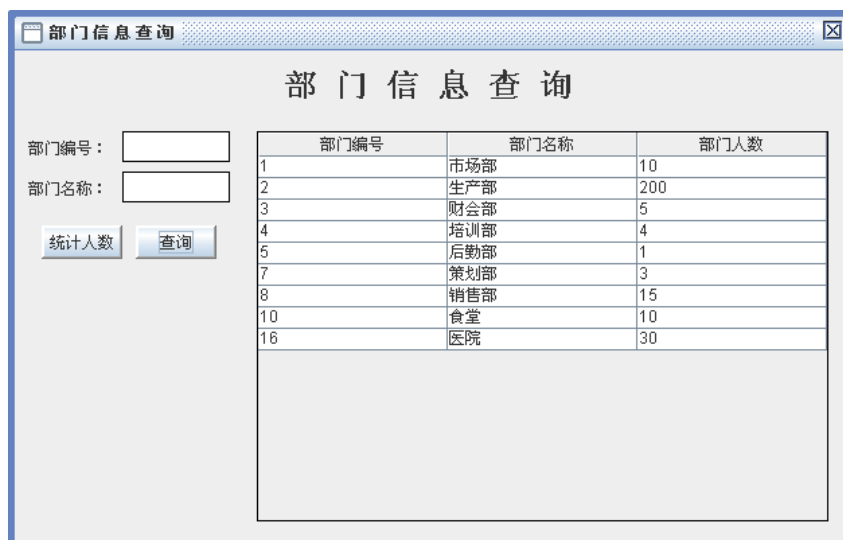 部门信息查询
部 门 信 息 查 询
部门编号：
部门名称：
统计人数 查询
部门编号 部门名称 部门人数
1 市场部 10
2 生产部 200
3 财会部 5
4 培训部 4
5 后勤部 1
7 策划部 3
8 销售部 15
10 食堂 10
16 医院 30